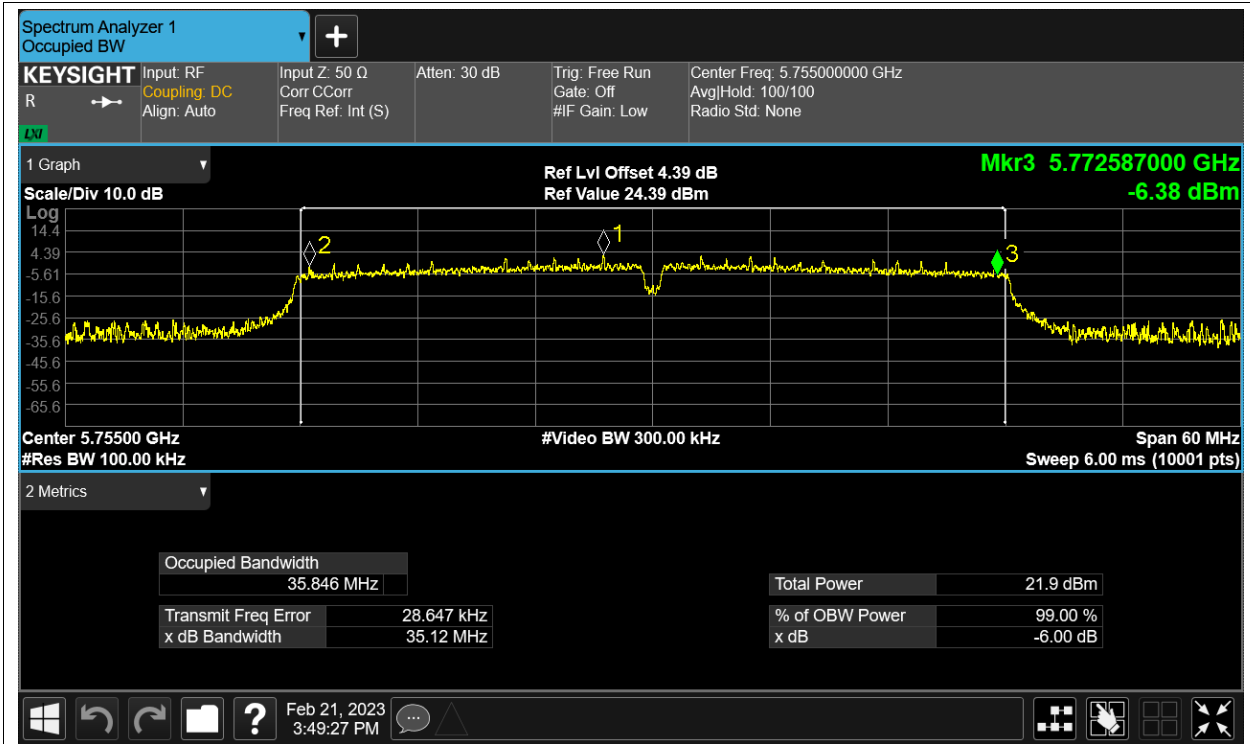 Spectrum Analyzer 1
Occupied BW
+
KEYSIGHT
R
LXI
Input: RF
Coupling: DC
Align: Auto
Input Z: 50 Ω
Corr CCorr
Freq Ref: Int (S)
Atten: 30 dB
Trig: Free Run
Gate: Off
#IF Gain: Low
Center Freq: 5.755000000 GHz
Avg|Hold: 100/100
Radio Std: None
1 Graph
Scale/Div 10.0 dB
Ref Lvl Offset 4.39 dB
Ref Value 24.39 dBm
Mkr3 5.772587000 GHz
-6.38 dBm
Log
14.4
4.39
-5.61
-15.6
-25.6
-35.6
-45.6
-55.6
-65.6
2
1
3
Center 5.75500 GHz
#Res BW 100.00 kHz
#Video BW 300.00 kHz
Span 60 MHz
Sweep 6.00 ms (10001 pts)
2 Metrics
Occupied Bandwidth
35.846 MHz
Transmit Freq Error 28.647 kHz
x dB Bandwidth 35.12 MHz
Total Power 21.9 dBm
% of OBW Power 99.00 %
x dB -6.00 dB
?
Feb 21, 2023
3:49:27 PM